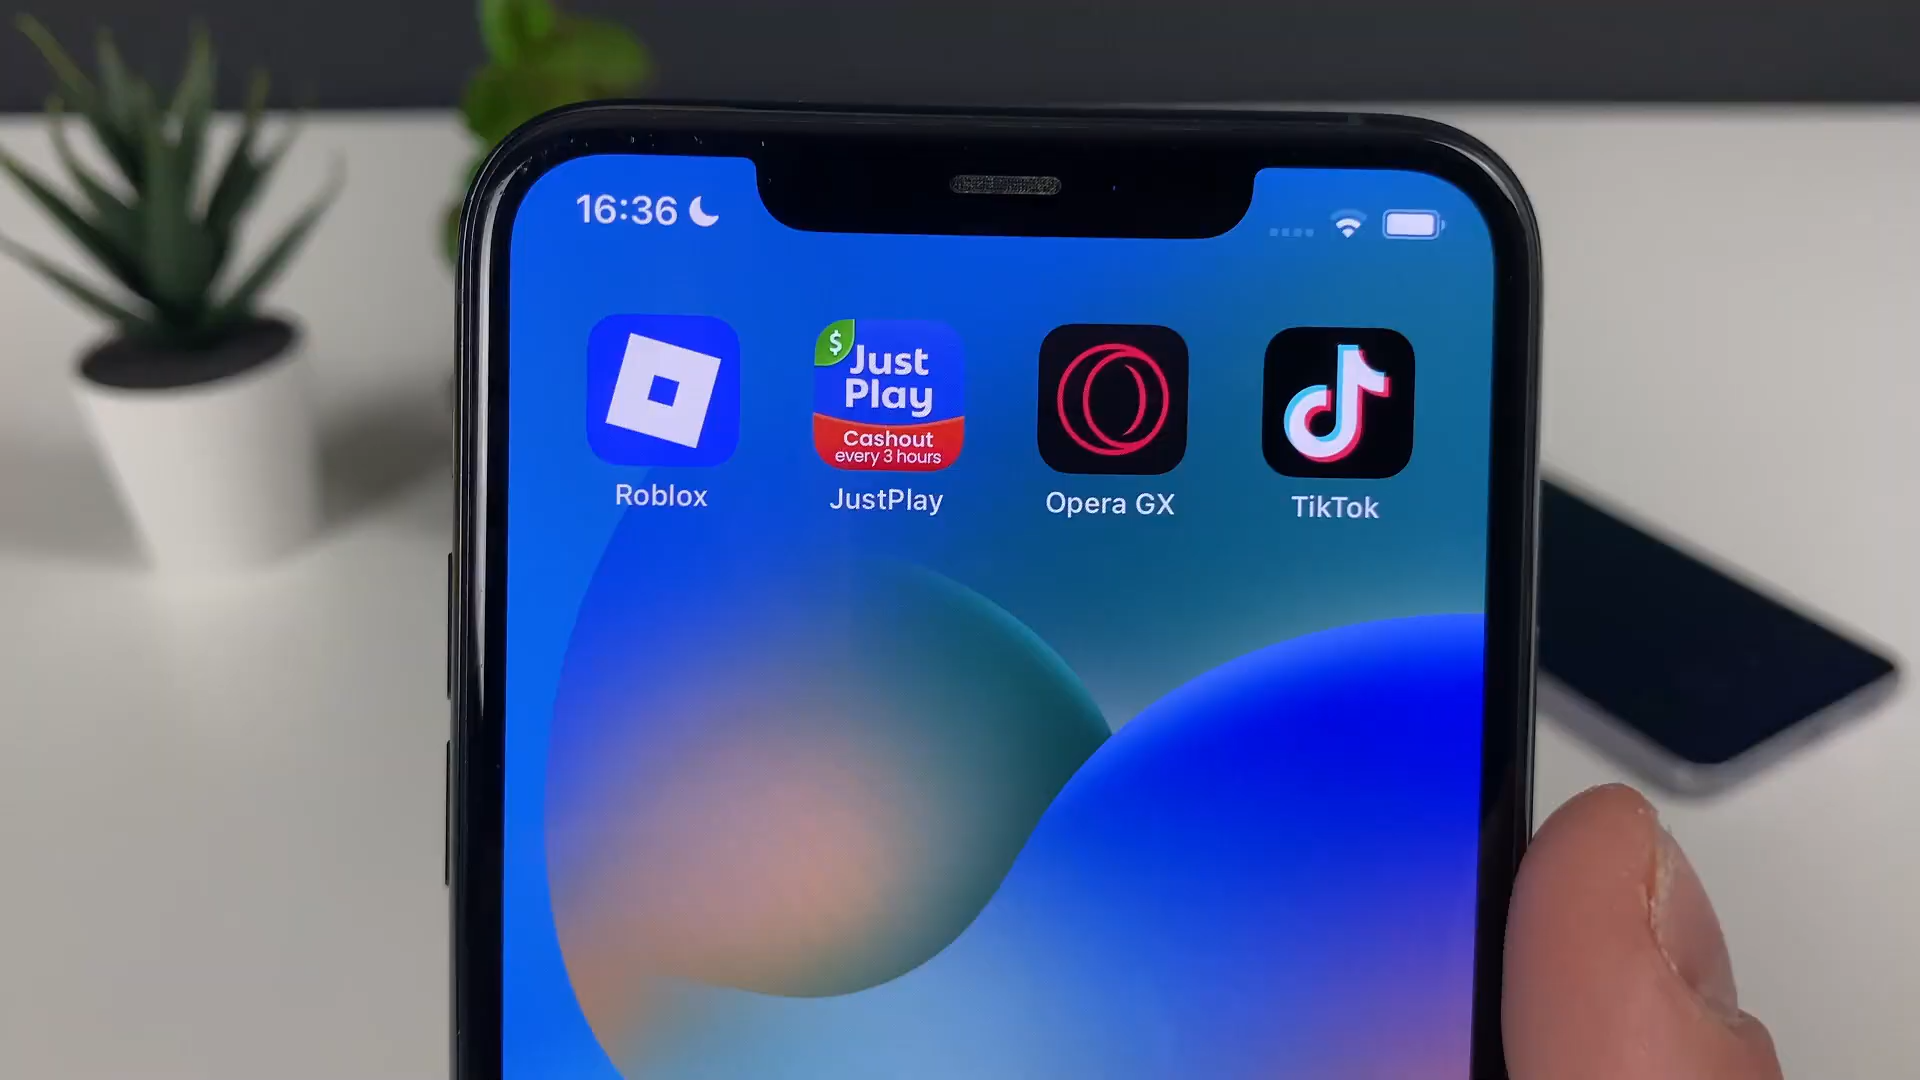 16:36
$
Just
Play
Cashout
every 3 hours
Roblox
JustPlay
Opera GX
TikTok